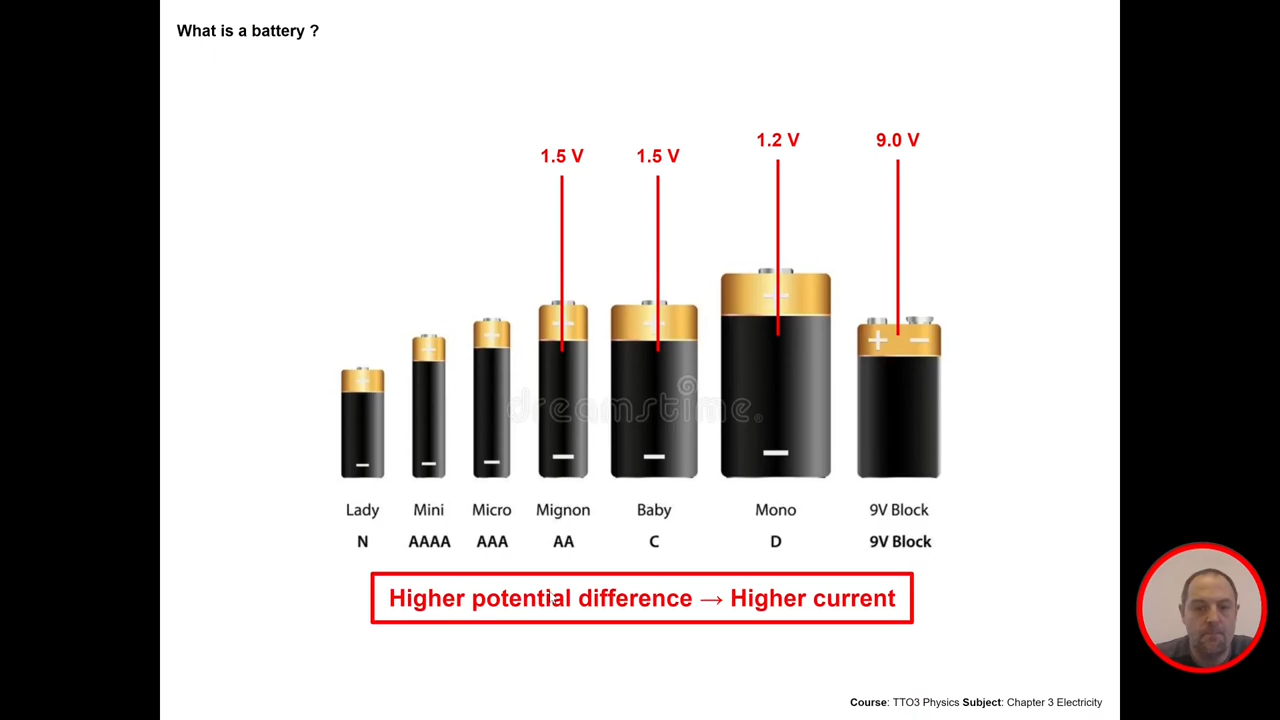 What is a battery ?
1.5 V
1.5 V
1.2 V
9.0 V
dreamstime.
Lady
Mini
Micro
Mignon
Baby
Mono
9V Block
N
AAAA
AAA
AA
C
D
9V Block
Higher potential difference → Higher current
Course: TTO3 Physics Subject: Chapter 3 Electricity